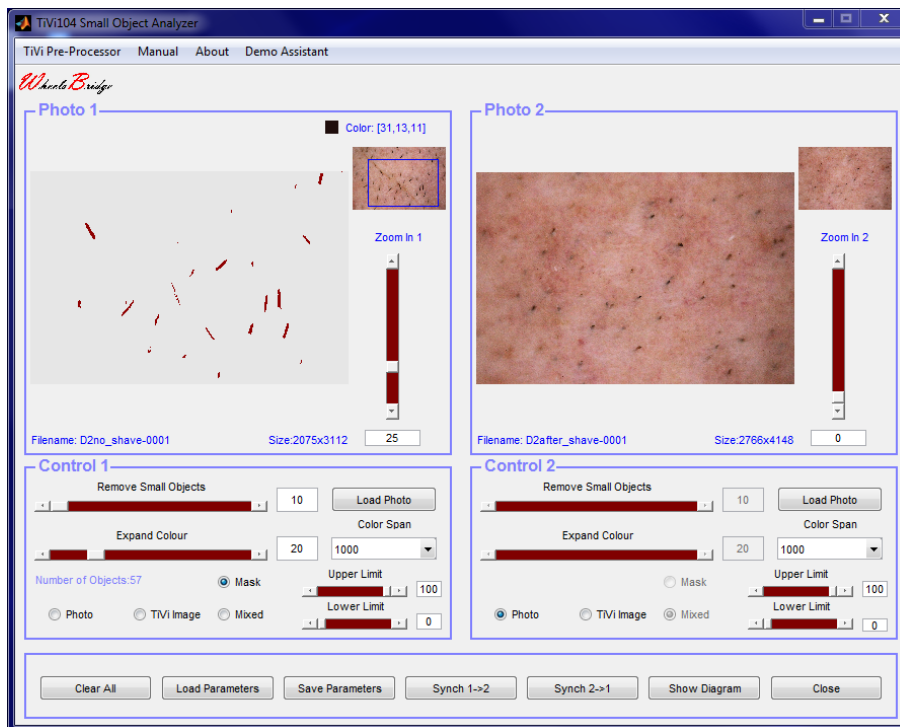 TiVi104 Small Object Analyzer
TiVi Pre-Processor Manual About Demo Assistant
WheelsBridge
Photo 1
Color: [31,13,11]
Zoom In 1
Filename: D2no_shave-0001 Size:2075x3112 25
Photo 2
Zoom In 2
Filename: D2after_shave-0001 Size:2766x4148 0
Control 1
Remove Small Objects
10 Load Photo
Expand Colour Color Span
20 1000
Number of Objects:57 Mask Upper Limit
100
Photo TiVi Image Mixed Lower Limit
0
Control 2
Remove Small Objects
10 Load Photo
Expand Colour Color Span
20 1000
Mask Upper Limit
100
Photo TiVi Image Mixed Lower Limit
0
Clear All Load Parameters Save Parameters Synch 1->2 Synch 2->1 Show Diagram Close